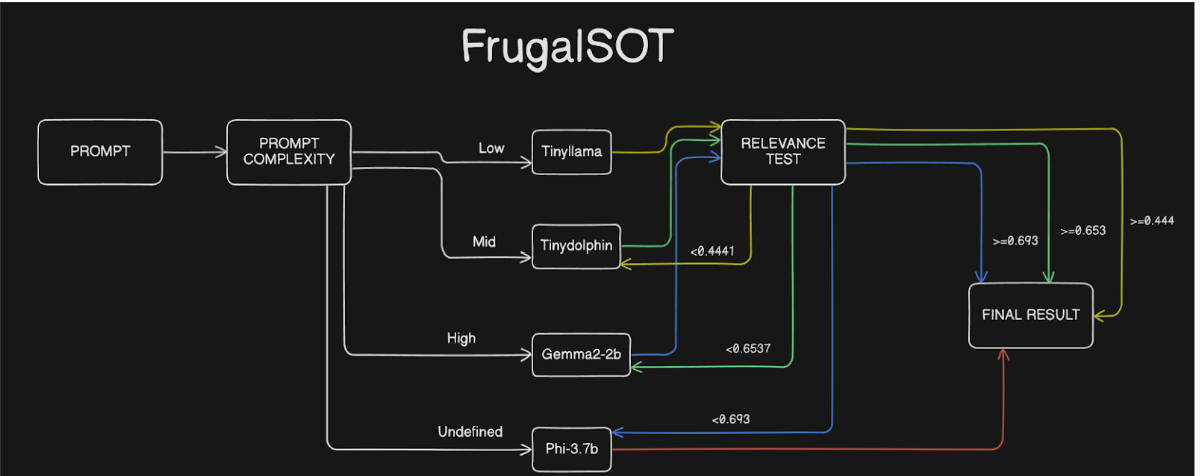 FrugalSOT
PROMPT
PROMPT
COMPLEXITY
Low
Tinyllama
RELEVANCE
TEST
Mid
Tinydolphin
<0.4441
>=0.693
>=0.653
>=0.444
FINAL RESULT
High
Gemma2-2b
<0.6537
Undefined
Phi-3.7b
<0.693